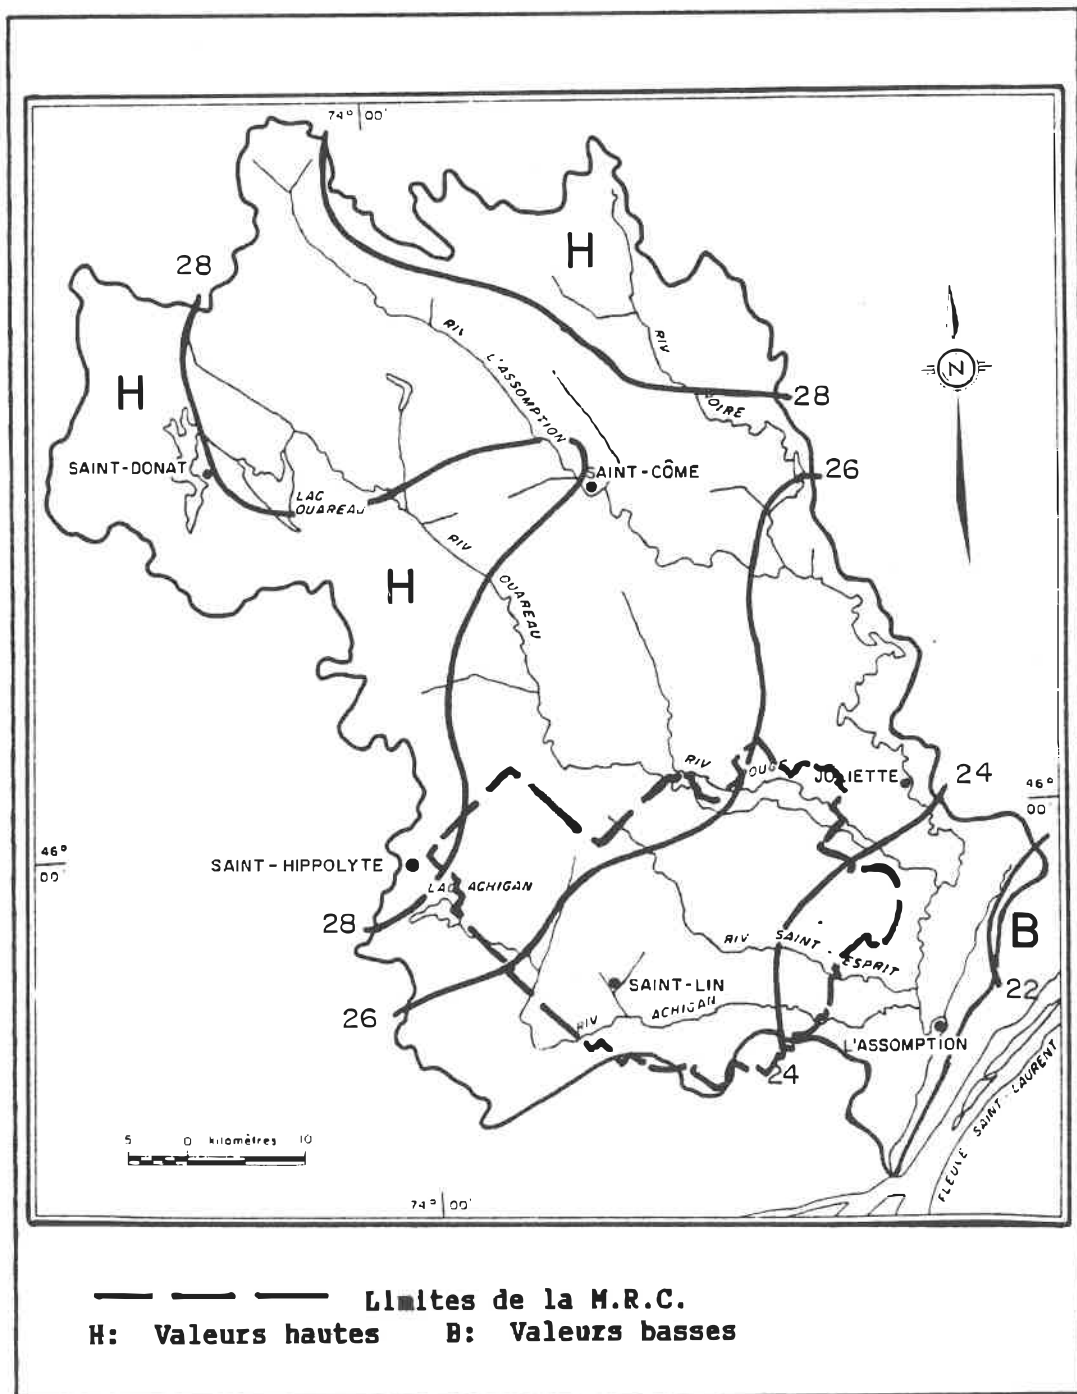 74° 00'
H
28
RIV
L'ASSOMPTION
RIV
NOIRE
H
28
SAINT-DONAT
SAINT-CÔME
26
LAC
OUAREAU
RIV
OUAREAU
H
RIV
ROUGE
JOLIETTE
24
46°
00'
46°
00'
SAINT-HIPPOLYTE
LAC ACHIGAN
28
B
RIV SAINT-ESPRIT
SAINT-LIN
22
26
RIV ACHIGAN
L'ASSOMPTION
24
FLEUVE SAINT-LAURENT
5 0 kilomètres 10
74° 00'
N
Limites de la M.R.C.
H: Valeurs hautes B: Valeurs basses